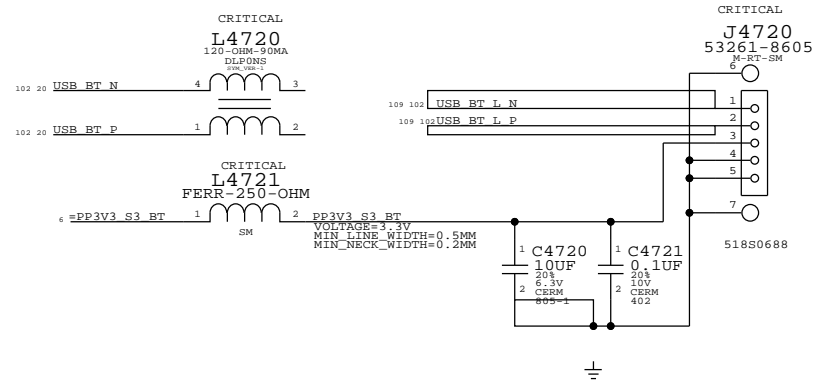 CRITICAL
L4720
120-OHM-90MA
DLP0NS
SYM_VER-1
4
3
102 20 USB_BT_N
102 20 USB_BT_P
1
2
CRITICAL
L4721
FERR-250-OHM
6 =PP3V3_S3_BT
1
2
SM
PP3V3_S3_BT
VOLTAGE=3.3V
MIN_LINE_WIDTH=0.5MM
MIN_NECK_WIDTH=0.2MM
CRITICAL
J4720
53261-8605
M-RT-SM
6
109 102 USB_BT_L_N
1
109 102 USB_BT_L_P
2
3
4
5
7
518S0688
1
C4720
10UF
20%
6.3V
CERM
805-1
2
1
C4721
0.1UF
20%
10V
CERM
402
2